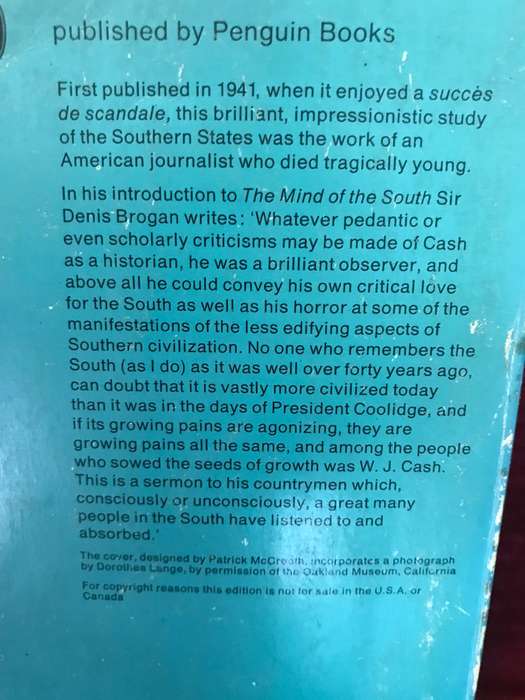 published by Penguin Books
First published in 1941, when it enjoyed a succès
de scandale, this brilliant, impressionistic study
of the Southern States was the work of an
American journalist who died tragically young.
In his introduction to The Mind of the South Sir
Denis Brogan writes: 'Whatever pedantic or
even scholarly criticisms may be made of Cash
as a historian, he was a brilliant observer, and
above all he could convey his own critical love
for the South as well as his horror at some of the
manifestations of the less edifying aspects of
Southern civilization. No one who remembers the
South (as I do) as it was well over forty years ago,
can doubt that it is vastly more civilized today
than it was in the days of President Coolidge, and
if its growing pains are agonizing, they are
growing pains all the same, and among the people
who sowed the seeds of growth was W. J. Cash.
This is a sermon to his countrymen which,
consciously or unconsciously, a great many
people in the South have listened to and
absorbed.'
The cover, designed by Patrick McCreath, incorporates a photograph
by Dorothea Lange, by permission of the Oakland Museum, California
For copyright reasons this edition is not for sale in the U.S.A. or
Canada